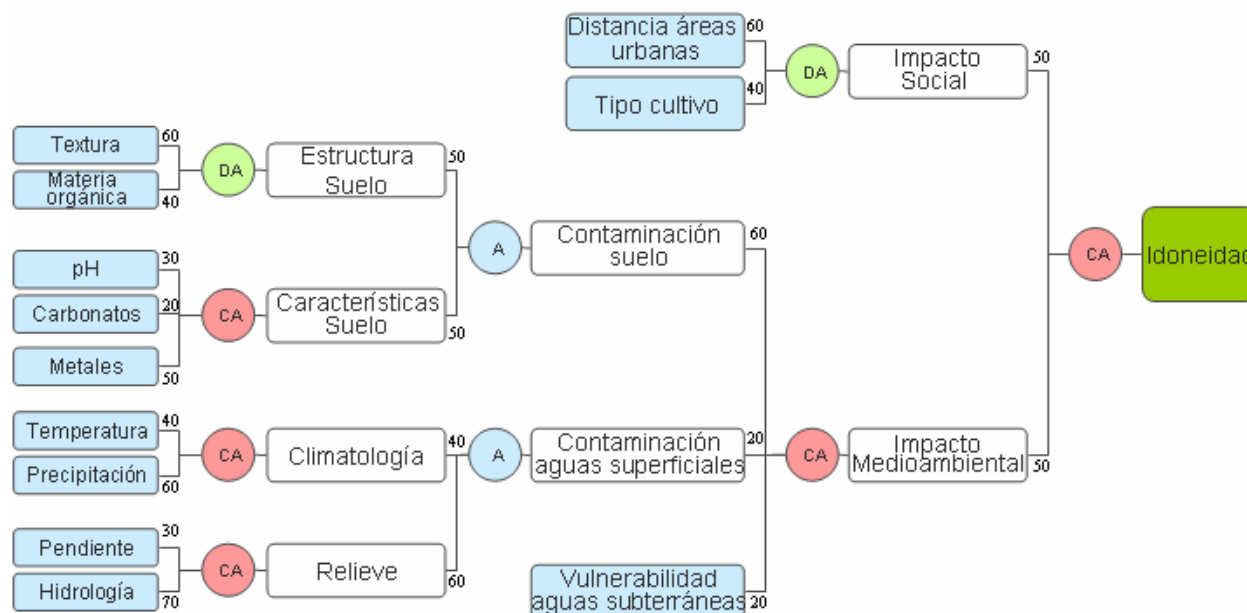 Distancia áreas
urbanas
60
Tipo cultivo
40
DA
Impacto
Social
50
Textura
60
Materia
orgánica
40
DA
Estructura
Suelo
50
pH
30
Carbonatos
20
Metales
50
CA
Características
Suelo
50
A
Contaminación
suelo
60
Temperatura
40
Precipitación
60
CA
Climatología
40
Pendiente
30
Hidrología
70
CA
Relieve
60
A
Contaminación
aguas superficiales
20
Vulnerabilidad
aguas subterráneas
20
CA
Impacto
Medioambiental
50
CA
Idoneidad